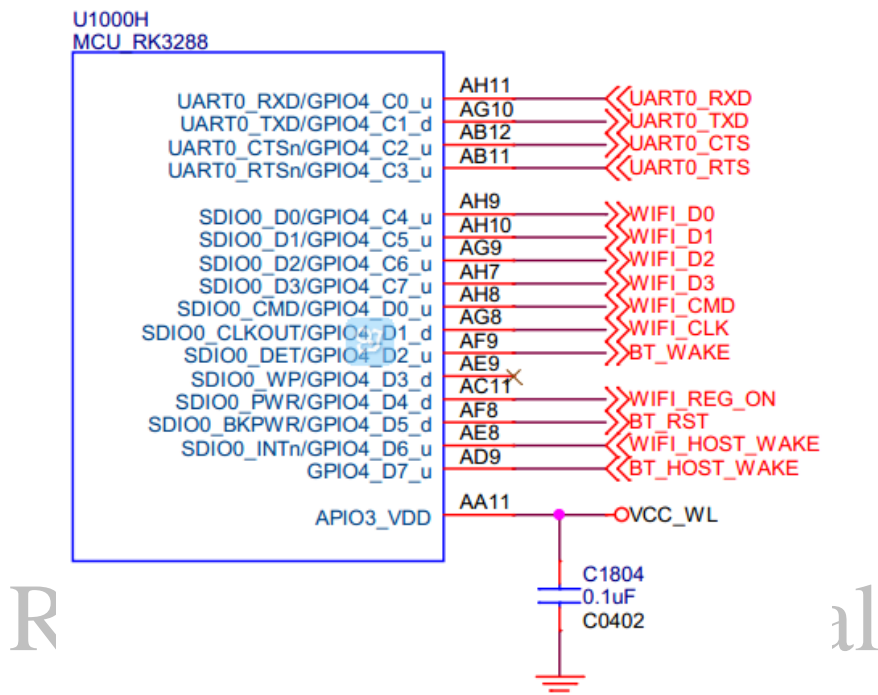 U1000H
MCU_RK3288
UART0_RXD/GPIO4_C0_u AH11 UART0_RXD
UART0_TXD/GPIO4_C1_d AG10 UART0_TXD
UART0_CTSn/GPIO4_C2_u AB12 UART0_CTS
UART0_RTSn/GPIO4_C3_u AB11 UART0_RTS
SDIO0_D0/GPIO4_C4_u AH9 WIFI_D0
SDIO0_D1/GPIO4_C5_u AH10 WIFI_D1
SDIO0_D2/GPIO4_C6_u AG9 WIFI_D2
SDIO0_D3/GPIO4_C7_u AH7 WIFI_D3
SDIO0_CMD/GPIO4_D0_u AH8 WIFI_CMD
SDIO0_CLKOUT/GPIO4_D1_d AG8 WIFI_CLK
SDIO0_DET/GPIO4_D2_u AF9 BT_WAKE
SDIO0_WP/GPIO4_D3_d AE9
SDIO0_PWR/GPIO4_D4_d AC11 WIFI_REG_ON
SDIO0_BKPWR/GPIO4_D5_d AF8 BT_RST
SDIO0_INTn/GPIO4_D6_u AE8 WIFI_HOST_WAKE
GPIO4_D7_u AD9 BT_HOST_WAKE
APIO3_VDD AA11 VCC_WL
C1804
0.1uF
C0402
R al